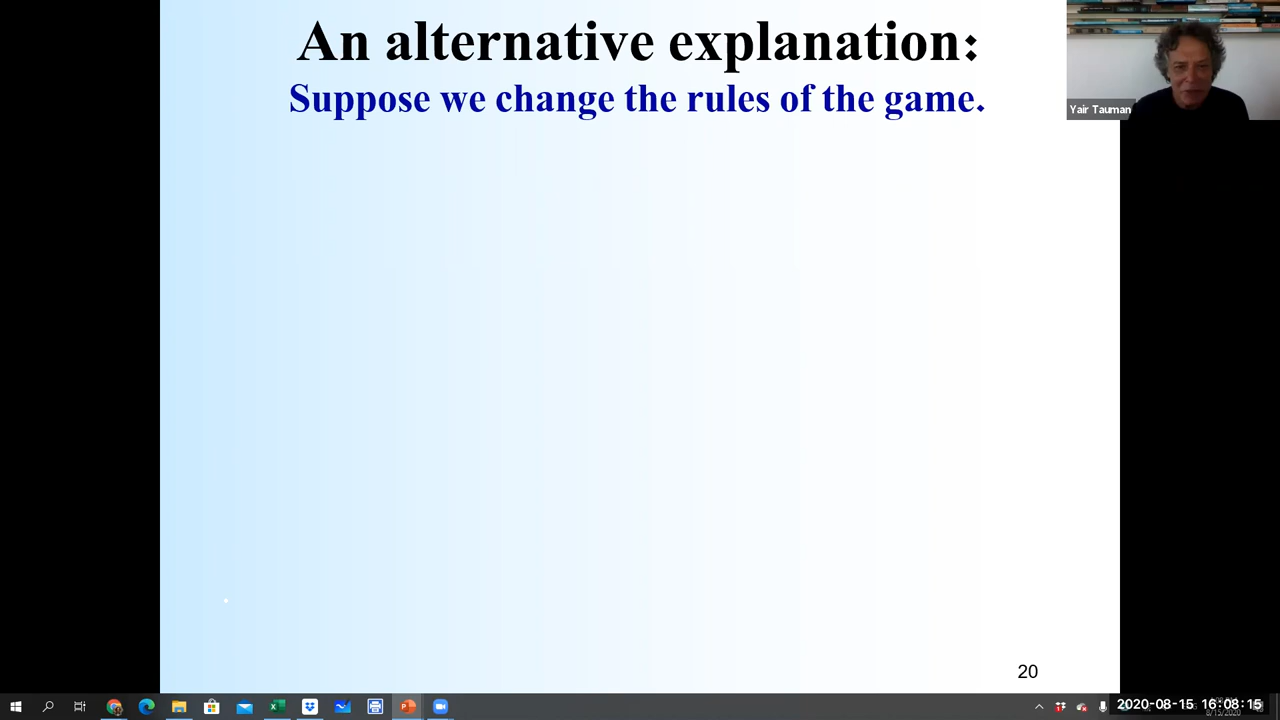 An alternative explanation:
Suppose we change the rules of the game.
Yair Tauman
20
2020-08-15 16:08:15